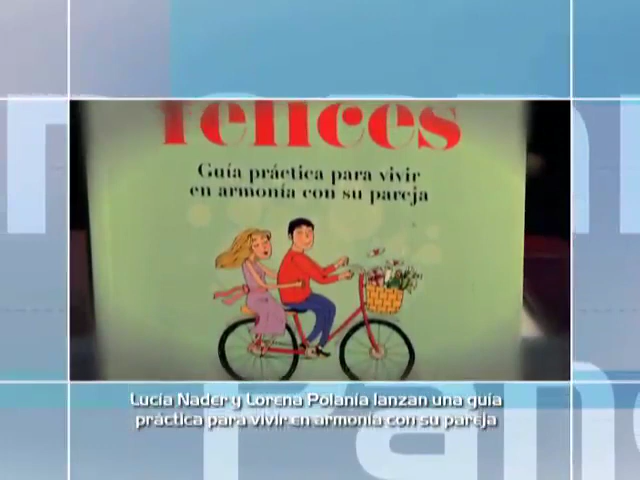 felices
Guía práctica para vivir
en armonía con su pareja
Lucía Nader y Lorena Polanía lanzan una guía
práctica para vivir en armonía con su pareja